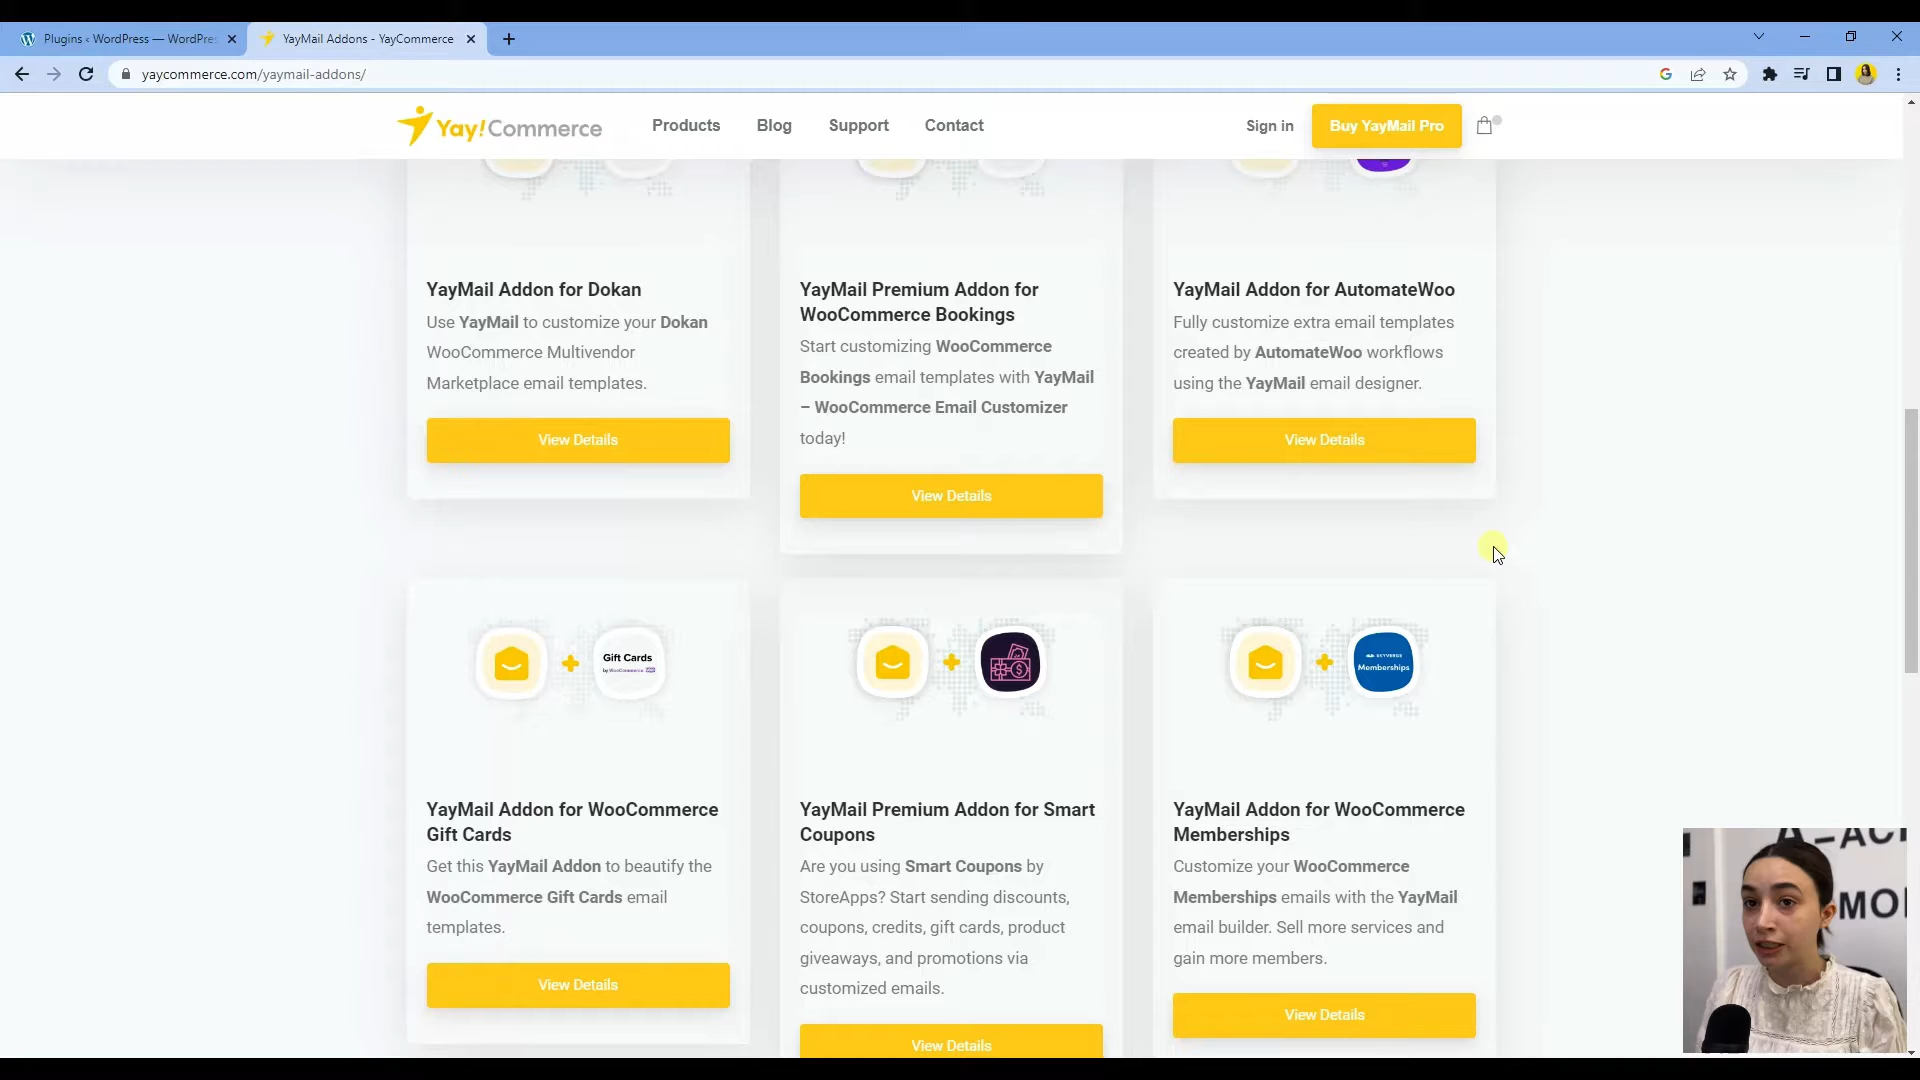 Plugins ‹ WordPress — WordPres
YayMail Addons - YayCommerce
yaycommerce.com/yaymail-addons/
Yay!Commerce
Products
Blog
Support
Contact
Sign in
Buy YayMail Pro
YayMail Addon for Dokan
Use YayMail to customize your Dokan
WooCommerce Multivendor
Marketplace email templates.
View Details
YayMail Premium Addon for
WooCommerce Bookings
Start customizing WooCommerce
Bookings email templates with YayMail
– WooCommerce Email Customizer
today!
View Details
YayMail Addon for AutomateWoo
Fully customize extra email templates
created by AutomateWoo workflows
using the YayMail email designer.
View Details
Gift Cards
by WooCommerce
YayMail Addon for WooCommerce
Gift Cards
Get this YayMail Addon to beautify the
WooCommerce Gift Cards email
templates.
View Details
YayMail Premium Addon for Smart
Coupons
Are you using Smart Coupons by
StoreApps? Start sending discounts,
coupons, credits, gift cards, product
giveaways, and promotions via
customized emails.
View Details
SKYVERGE
Memberships
YayMail Addon for WooCommerce
Memberships
Customize your WooCommerce
Memberships emails with the YayMail
email builder. Sell more services and
gain more members.
View Details